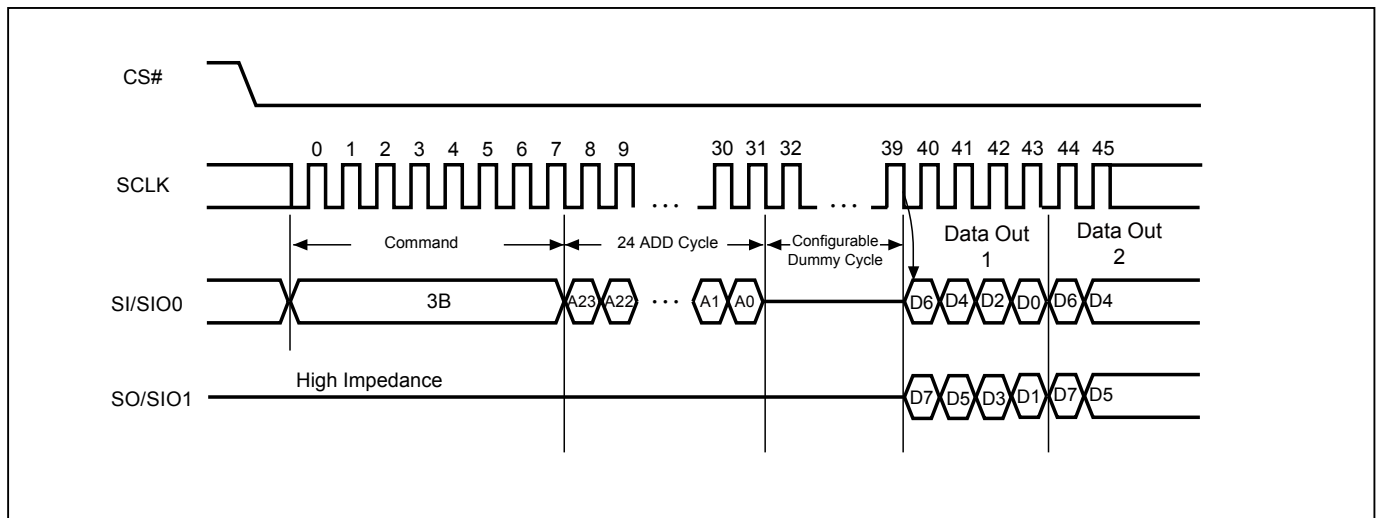 CS#
0 1 2 3 4 5 6 7 8 9 30 31 32 39 40 41 42 43 44 45
SCLK
... ...
Command 24 ADD Cycle Configurable Dummy Cycle Data Out 1 Data Out 2
SI/SIO0 3B A23 A22 ... A1 A0 D6 D4 D2 D0 D6 D4
High Impedance
SO/SIO1 D7 D5 D3 D1 D7 D5